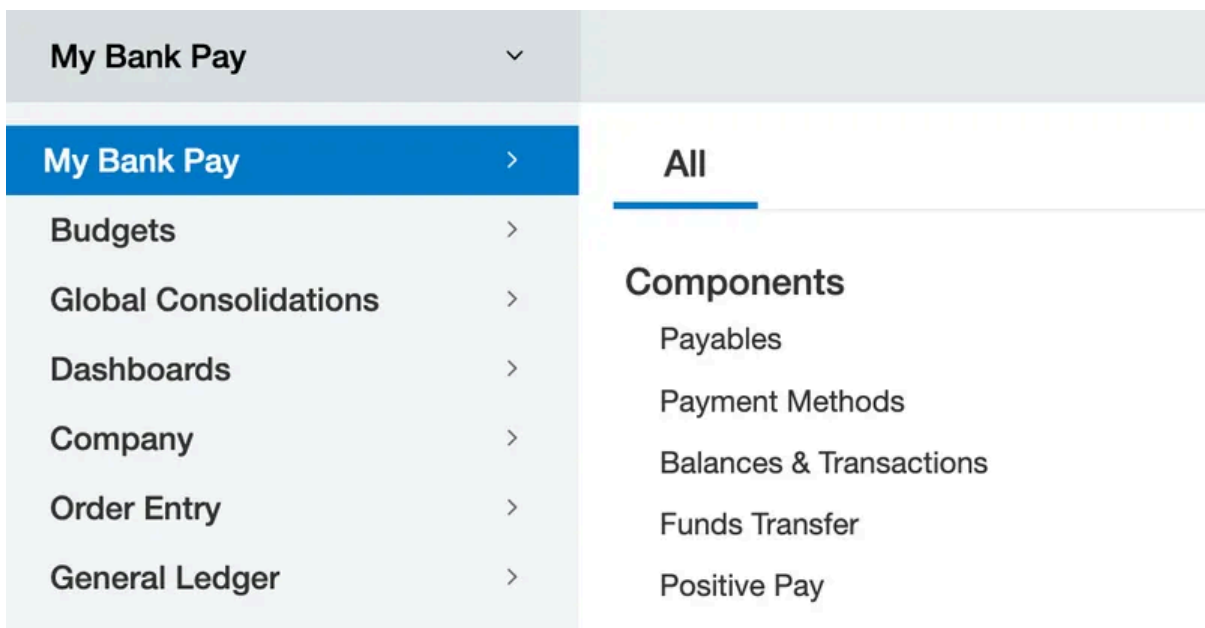 My Bank Pay
My Bank Pay
Budgets
Global Consolidations
Dashboards
Company
Order Entry
General Ledger
All
Components
Payables
Payment Methods
Balances & Transactions
Funds Transfer
Positive Pay